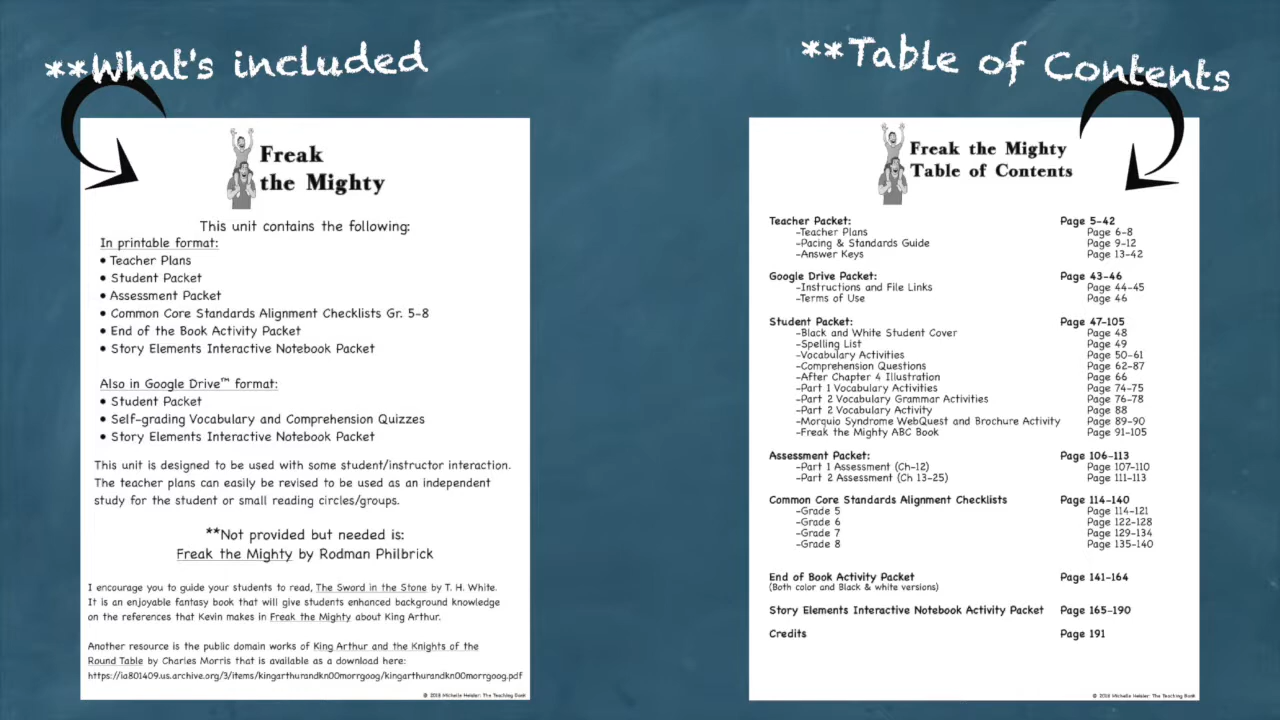 **What's included
Freak
the Mighty
This unit contains the following:
In printable format:
• Teacher Plans
• Student Packet
• Assessment Packet
• Common Core Standards Alignment Checklists Gr. 5-8
• End of the Book Activity Packet
• Story Elements Interactive Notebook Packet
Also in Google Drive™ format:
• Student Packet
• Self-grading Vocabulary and Comprehension Quizzes
• Story Elements Interactive Notebook Packet
This unit is designed to be used with some student/instructor interaction.
The teacher plans can easily be revised to be used as an independent
study for the student or small reading circles/groups.
**Not provided but needed is:
Freak the Mighty by Rodman Philbrick
I encourage you to guide your students to read, The Sword in the Stone by T. H. White.
It is an enjoyable fantasy book that will give students enhanced background knowledge
on the references that Kevin makes in Freak the Mighty about King Arthur.
Another resource is the public domain works of King Arthur and the Knights of the
Round Table by Charles Morris that is available as a download here:
https://ia801409.us.archive.org/3/items/kingarthurandkn00morrgoog/kingarthurandkn00morrgoog.pdf
© 2018 Michelle Heisler: The Teaching Book
**Table of Contents
Freak the Mighty
Table of Contents
Teacher Packet: Page 5-42
-Teacher Plans Page 6-8
-Pacing & Standards Guide Page 9-12
-Answer Keys Page 13-42
Google Drive Packet: Page 43-46
-Instructions and File Links Page 44-45
-Terms of Use Page 46
Student Packet: Page 47-105
-Black and White Student Cover Page 48
-Spelling List Page 49
-Vocabulary Activities Page 50-61
-Comprehension Questions Page 62-87
-After Chapter 4 Illustration Page 66
-Part 1 Vocabulary Activities Page 74-75
-Part 2 Vocabulary Grammar Activities Page 76-78
-Part 2 Vocabulary Activity Page 88
-Morquio Syndrome WebQuest and Brochure Activity Page 89-90
-Freak the Mighty ABC Book Page 91-105
Assessment Packet: Page 106-113
-Part 1 Assessment (Ch-12) Page 107-110
-Part 2 Assessment (Ch 13-25) Page 111-113
Common Core Standards Alignment Checklists Page 114-140
-Grade 5 Page 114-121
-Grade 6 Page 122-128
-Grade 7 Page 129-134
-Grade 8 Page 135-140
End of Book Activity Packet Page 141-164
(Both color and Black & white versions)
Story Elements Interactive Notebook Activity Packet Page 165-190
Credits Page 191
© 2018 Michelle Heisler: The Teaching Book